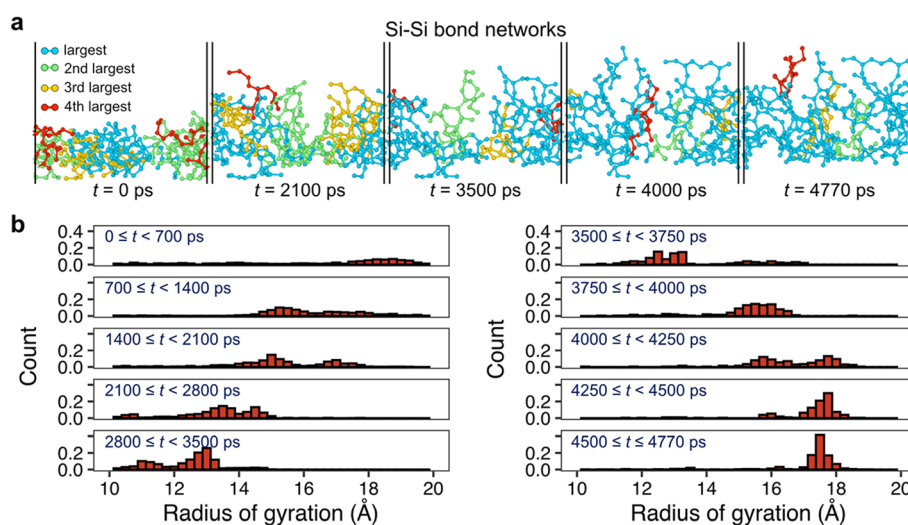 a
Si-Si bond networks
largest
2nd largest
3rd largest
4th largest
t = 0 ps
t = 2100 ps
t = 3500 ps
t = 4000 ps
t = 4770 ps
b
Count
0.4
0.0
0 ≤ t < 700 ps
0.2
0.0
700 ≤ t < 1400 ps
0.2
0.0
1400 ≤ t < 2100 ps
0.2
0.0
2100 ≤ t < 2800 ps
0.2
0.0
2800 ≤ t < 3500 ps
10 12 14 16 18 20
Radius of gyration (Å)
Count
0.4
0.0
3500 ≤ t < 3750 ps
0.2
0.0
3750 ≤ t < 4000 ps
0.2
0.0
4000 ≤ t < 4250 ps
0.2
0.0
4250 ≤ t < 4500 ps
0.2
0.0
4500 ≤ t ≤ 4770 ps
10 12 14 16 18 20
Radius of gyration (Å)